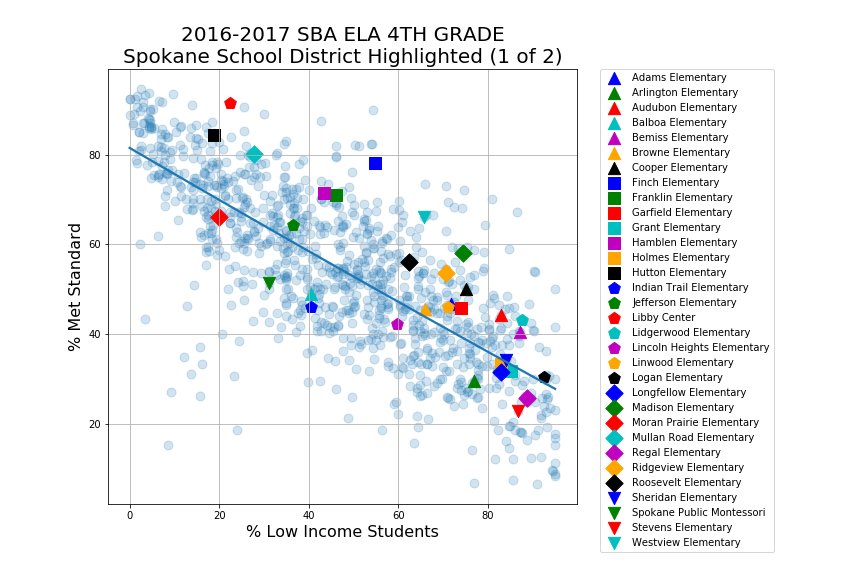 2016-2017 SBA ELA 4TH GRADE
Spokane School District Highlighted (1 of 2)
% Met Standard
80
60
40
20
0
20
40
60
80
% Low Income Students
Adams Elementary
Arlington Elementary
Audubon Elementary
Balboa Elementary
Bemiss Elementary
Browne Elementary
Cooper Elementary
Finch Elementary
Franklin Elementary
Garfield Elementary
Grant Elementary
Hamblen Elementary
Holmes Elementary
Hutton Elementary
Indian Trail Elementary
Jefferson Elementary
Libby Center
Lidgerwood Elementary
Lincoln Heights Elementary
Linwood Elementary
Logan Elementary
Longfellow Elementary
Madison Elementary
Moran Prairie Elementary
Mullan Road Elementary
Regal Elementary
Ridgeview Elementary
Roosevelt Elementary
Sheridan Elementary
Spokane Public Montessori
Stevens Elementary
Westview Elementary